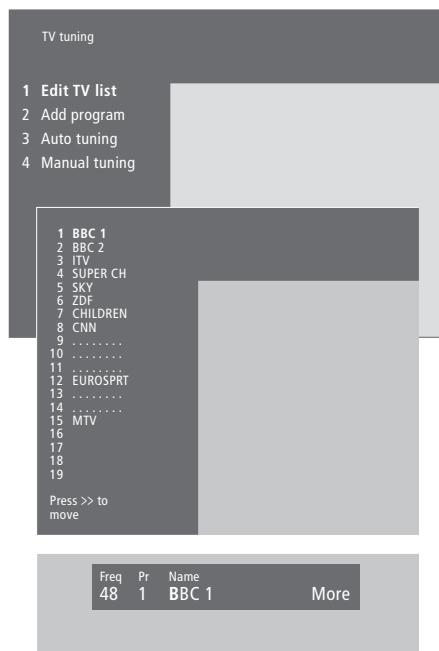 TV tuning
1 Edit TV list
2 Add program
3 Auto tuning
4 Manual tuning
1 BBC 1
2 BBC 2
3 ITV
4 SUPER CH
5 SKY
6 ZDF
7 CHILDREN
8 CNN
9 ........
10 ........
11 ........
12 EUROSPRT
13 ........
14 ........
15 MTV
16
17
18
19
Press >> to
move
Freq Pr Name
48 1 BBC 1 More